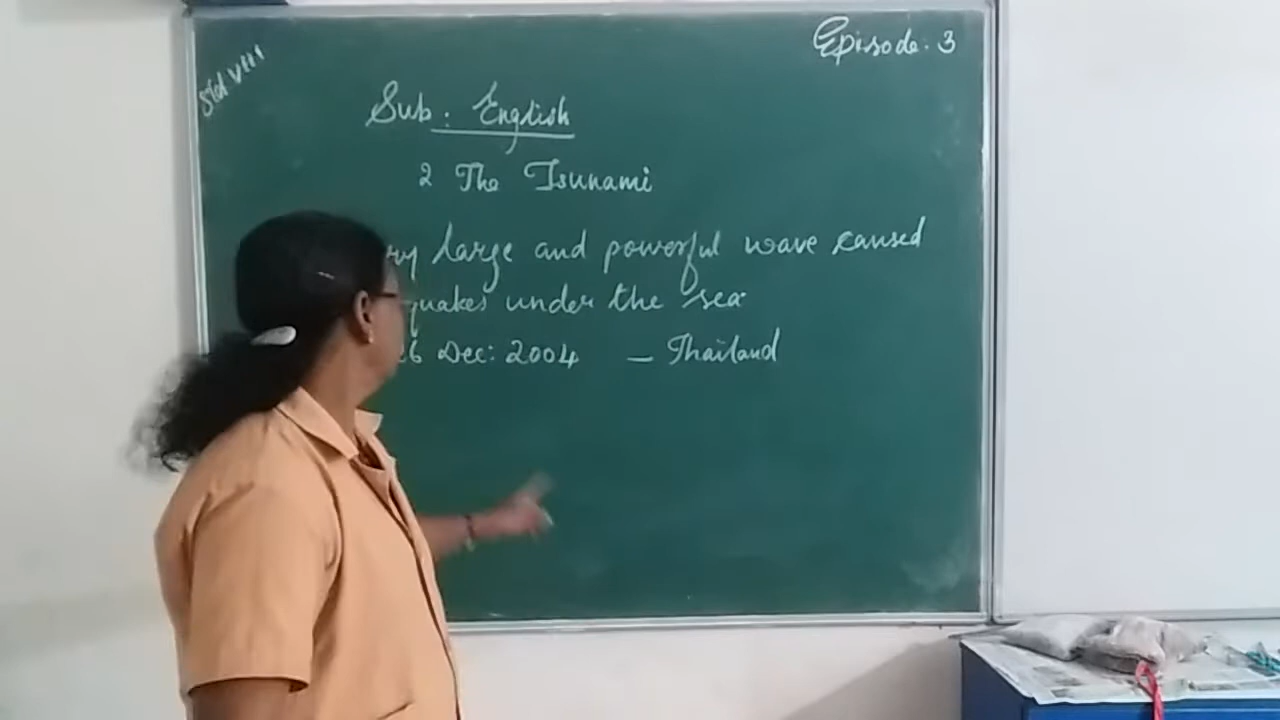 Episode: 3
Std VIII
Sub: English
2 The Tsunami
large and powerful wave caused
under the sea
26 Dec: 2004 – Thailand